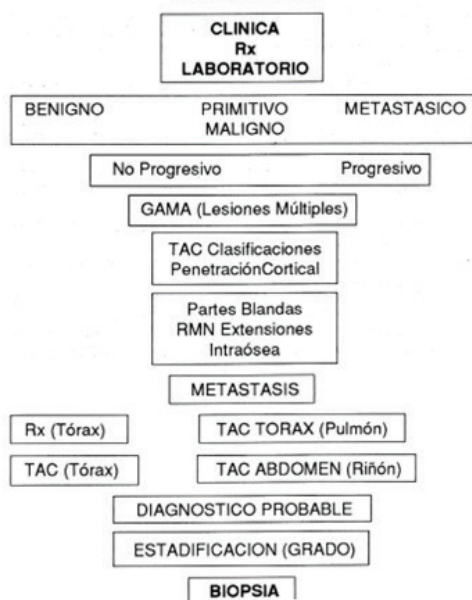 CLINICA
Rx
LABORATORIO
BENIGNO PRIMITIVO METASTASICO
MALIGNO
No Progresivo Progresivo
GAMA (Lesiones Múltiples)
TAC Clasificaciones
PenetraciónCortical
Partes Blandas
RMN Extensiones
Intraósea
METASTASIS
Rx (Tórax) TAC TORAX (Pulmón)
TAC (Tórax) TAC ABDOMEN (Riñón)
DIAGNOSTICO PROBABLE
ESTADIFICACION (GRADO)
BIOPSIA